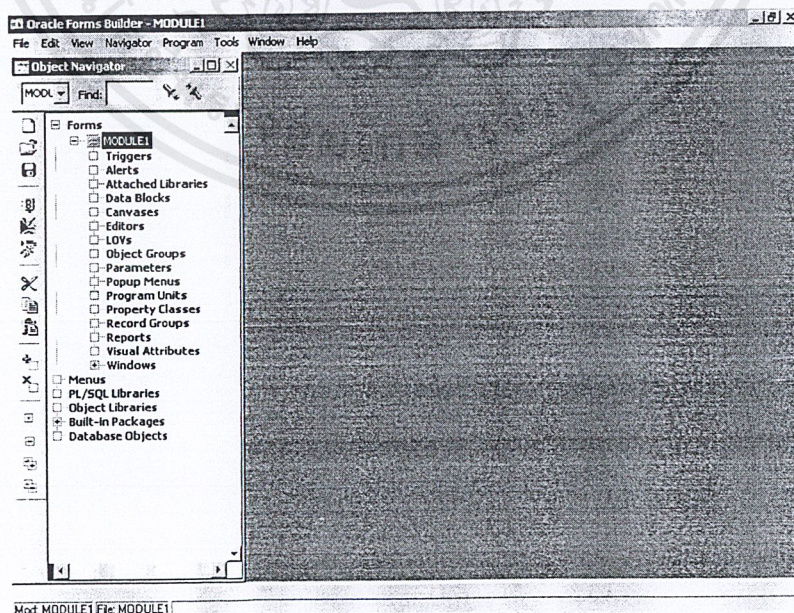 Oracle Forms Builder - MODULE1
File Edit View Navigator Program Tools Window Help
Object Navigator
MODL Find:
Forms
MODULE1
Triggers
Alerts
Attached Libraries
Data Blocks
Canvases
Editors
LOVs
Object Groups
Parameters
Popup Menus
Program Units
Property Classes
Record Groups
Reports
Visual Attributes
Windows
Menus
PL/SQL Libraries
Object Libraries
Built-in Packages
Database Objects
Mod: MODULE1 File: MODULE1